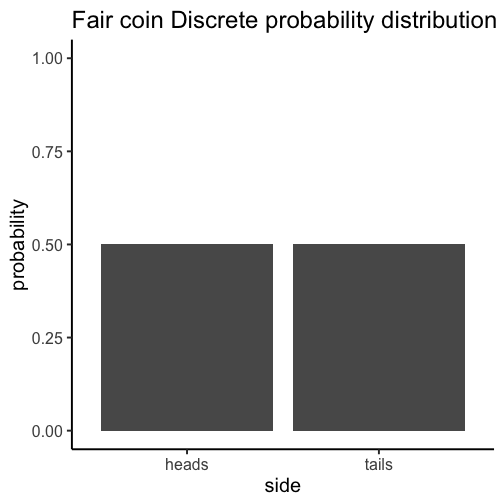 Fair coin Discrete probability distribution
1.00
0.75
0.50
0.25
0.00
probability
heads
tails
side